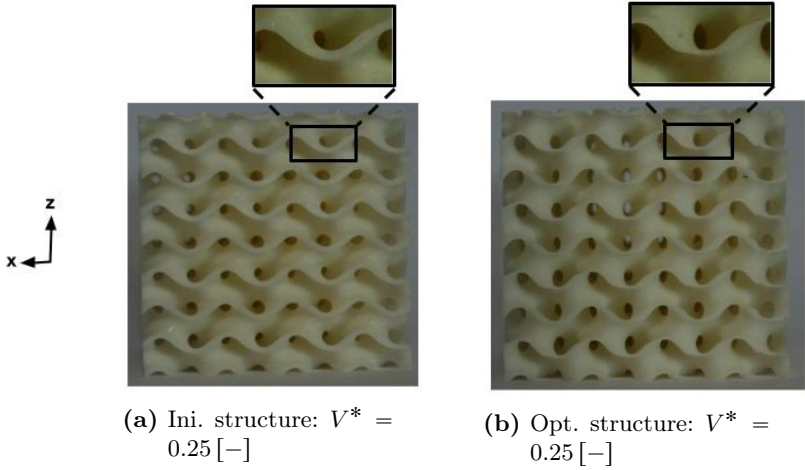 z
x
(a) Ini. structure: V* =
0.25 [−]
(b) Opt. structure: V* =
0.25 [−]